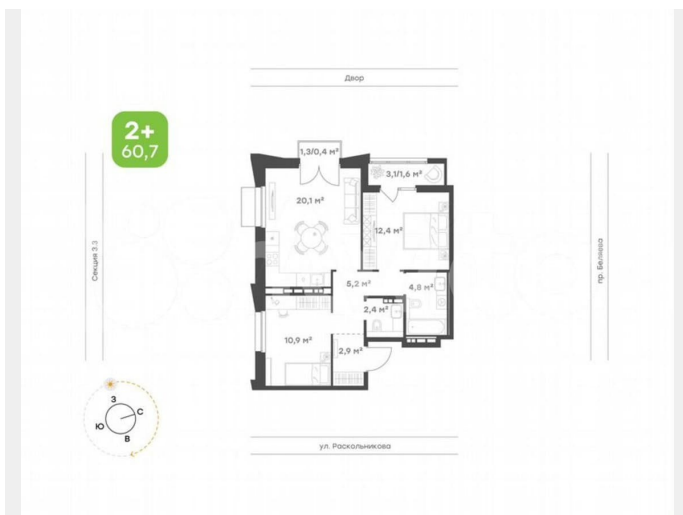 Двор
2+
60,7
1,3/0,4 м²
3,1/1,6 м²
20,1 м²
12,4 м²
Секция 3.3
пр. Беляева
5,2 м²
4,8 м²
2,4 м²
10,9 м²
2,9 м²
З
С
Ю
В
ул. Раскольникова